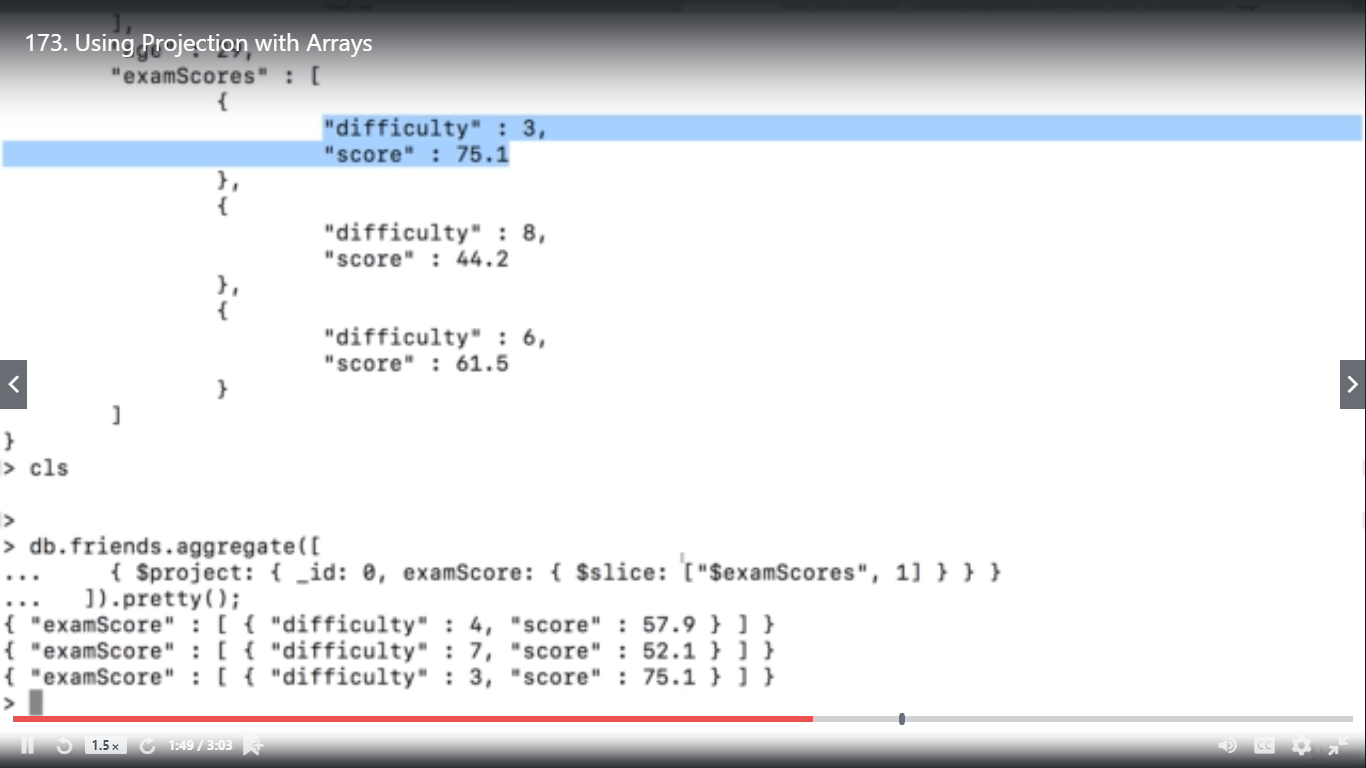 ],
173. Using Projection with Arrays
"age" : 29,
"examScores" : [
{
"difficulty" : 3,
"score" : 75.1
},
{
"difficulty" : 8,
"score" : 44.2
},
{
"difficulty" : 6,
"score" : 61.5
}
]
}
> cls
>
> db.friends.aggregate([
... { $project: { _id: 0, examScore: { $slice: ["$examScores", 1] } } }
... ]).pretty();
{ "examScore" : [ { "difficulty" : 4, "score" : 57.9 } ] }
{ "examScore" : [ { "difficulty" : 7, "score" : 52.1 } ] }
{ "examScore" : [ { "difficulty" : 3, "score" : 75.1 } ] }
>
1.5× 1:49 / 3:03 CC